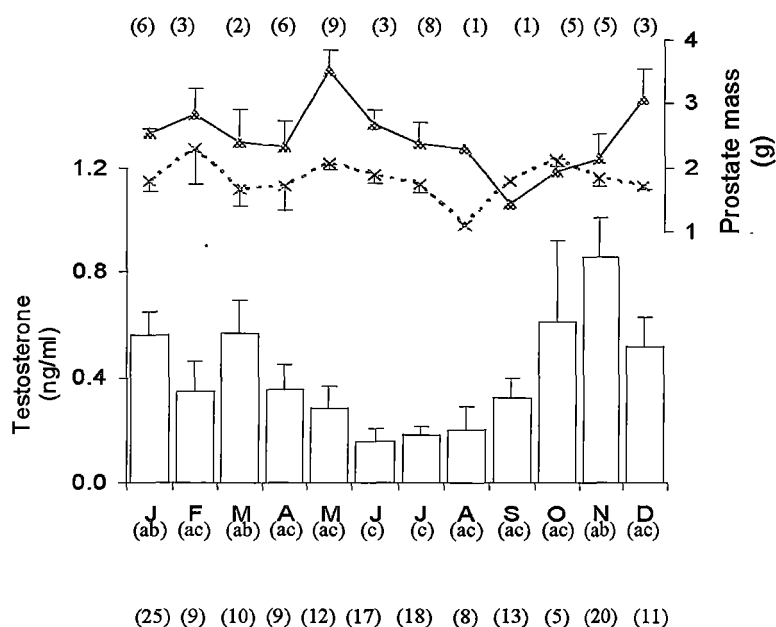 (6) (3) (2) (6) (9) (3) (8) (1) (1) (5) (5) (3)
4
3
2
1
Prostate mass
(g)
1.2
0.8
0.4
0.0
Testosterone
(ng/ml)
J F M A M J J A S O N D
(ab) (ac) (ab) (ac) (ac) (c) (c) (ac) (ac) (ac) (ab) (ac)
(25) (9) (10) (9) (12) (17) (18) (8) (13) (5) (20) (11)